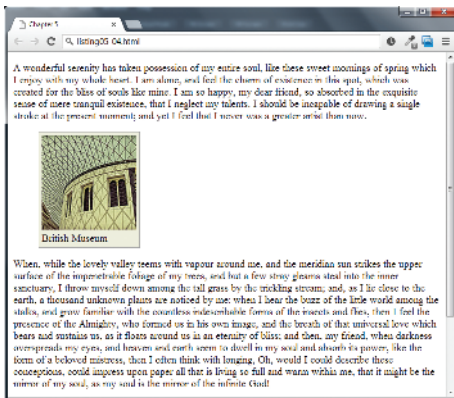 Chapter 5
listing05_04.html
A wonderful serenity has taken possession of my entire soul, like these sweet mornings of spring which
I enjoy with my whole heart. I am alone, and feel the charm of existence in this spot, which was
created for the bliss of souls like mine. I am so happy, my dear friend, so absorbed in the exquisite
sense of mere tranquil existence, that I neglect my talents. I should be incapable of drawing a single
stroke at the present moment; and yet I feel that I never was a greater artist than now.
British Museum
When, while the lovely valley teems with vapour around me, and the meridian sun strikes the upper
surface of the impenetrable foliage of my trees, and but a few stray gleams steal into the inner
sanctuary, I throw myself down among the tall grass by the trickling stream; and, as I lie close to the
earth, a thousand unknown plants are noticed by me: when I hear the buzz of the little world among the
stalks, and grow familiar with the countless indescribable forms of the insects and flies, then I feel the
presence of the Almighty, who formed us in his own image, and the breath of that universal love which
bears and sustains us, as it floats around us in an eternity of bliss; and then, my friend, when darkness
overspreads my eyes, and heaven and earth seem to dwell in my soul and absorb its power, like the
form of a beloved mistress, then I often think with longing, Oh, would I could describe these
conceptions, could impress upon paper all that is living so full and warm within me, that it might be the
mirror of my soul, as my soul is the mirror of the infinite God!